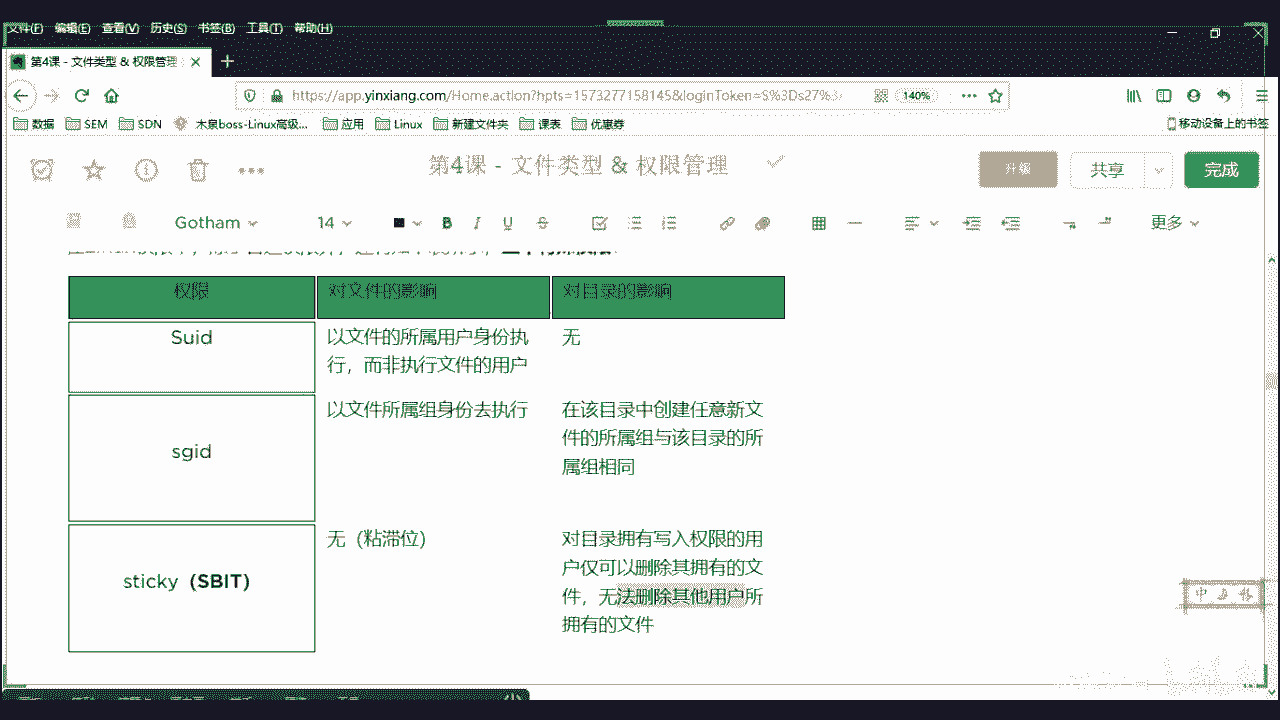 文件(F) 编辑(E) 查看(V) 历史(S) 书签(B) 工具(T) 帮助(H)
第4课 - 文件类型 & 权限管理
https://app.yinxiang.com/Home.action?hpts=1573277158145&loginToken=S%3Ds27%3
140%
数据 SEM SDN 木泉boss-Linux高级... 应用 Linux 新建文件夹 课表 优惠券
移动设备上的书签
第4课 - 文件类型 & 权限管理
升级 共享 完成
Gotham 14 B I U S 更多
权限 对文件的影响 对目录的影响
Suid 以文件的所属用户身份执 无
行，而非执行文件的用户
以文件所属组身份去执行 在该目录中创建任意新文
件的所属组与该目录的所
sgid
属组相同
无（粘滞位） 对目录拥有写入权限的用
户仅可以删除其拥有的文
sticky（SBIT）
件，无法删除其他用户所
拥有的文件